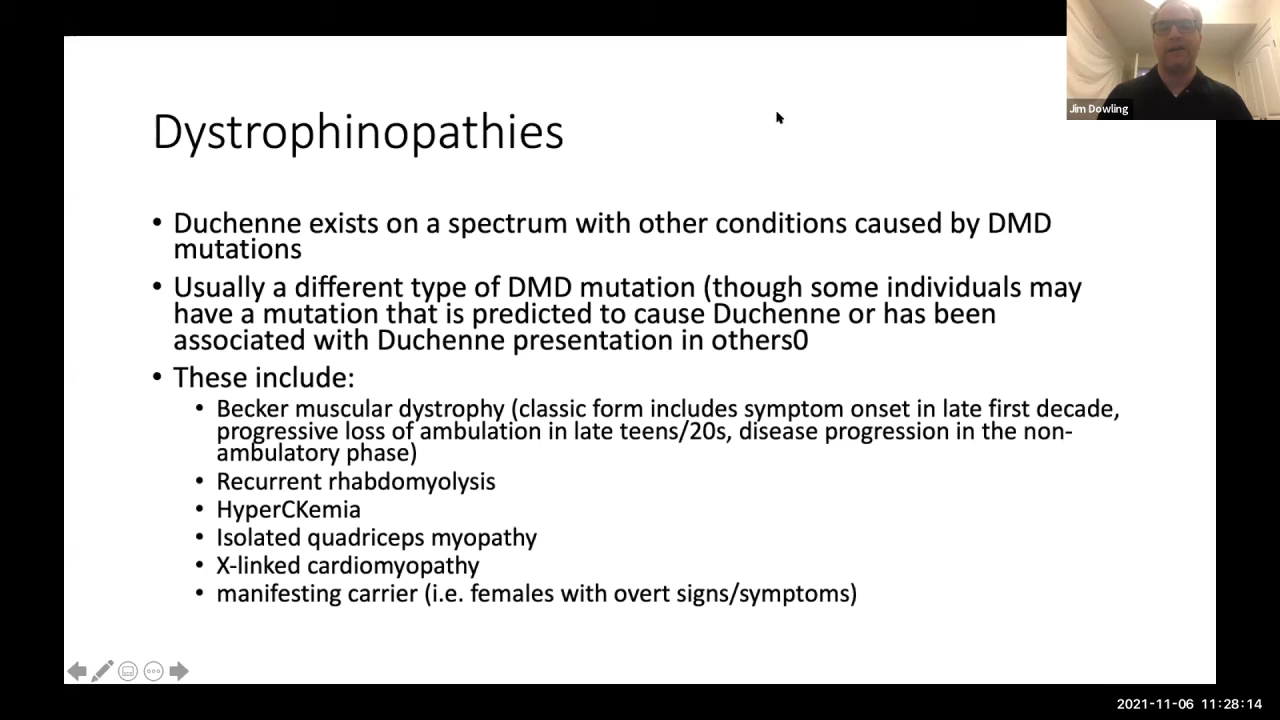 Jim Dowling
Dystrophinopathies
• Duchenne exists on a spectrum with other conditions caused by DMD
mutations
• Usually a different type of DMD mutation (though some individuals may
have a mutation that is predicted to cause Duchenne or has been
associated with Duchenne presentation in others0
• These include:
• Becker muscular dystrophy (classic form includes symptom onset in late first decade,
progressive loss of ambulation in late teens/20s, disease progression in the non-
ambulatory phase)
• Recurrent rhabdomyolysis
• HyperCKemia
• Isolated quadriceps myopathy
• X-linked cardiomyopathy
• manifesting carrier (i.e. females with overt signs/symptoms)
2021-11-06 11:28:14